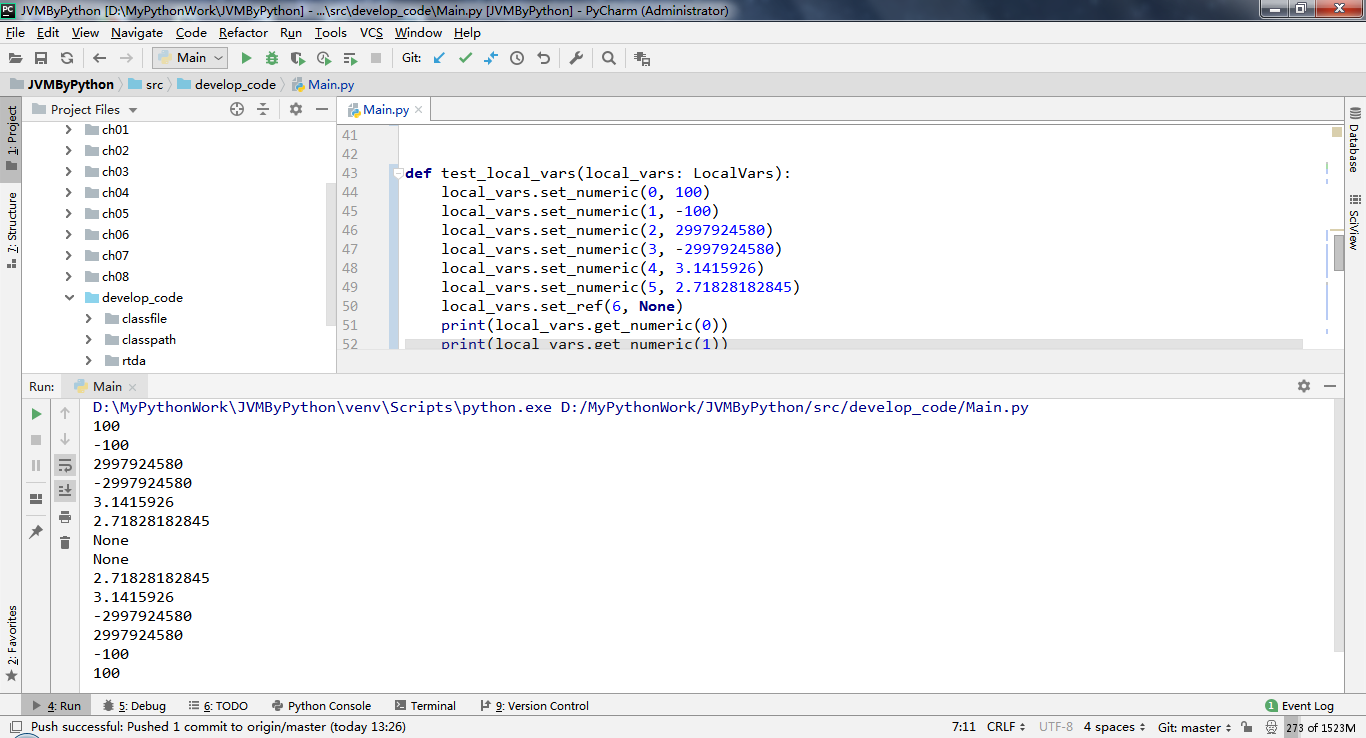 JVMByPython [D:\MyPythonWork\JVMByPython] - ...\src\develop_code\Main.py [JVMByPython] - PyCharm (Administrator)
File Edit View Navigate Code Refactor Run Tools VCS Window Help
Main Git:
JVMByPython src develop_code Main.py
1: Project
7: Structure
2: Favorites
Project Files
ch01
ch02
ch03
ch04
ch05
ch06
ch07
ch08
develop_code
classfile
classpath
rtda
Main.py
41
42
43 def test_local_vars(local_vars: LocalVars):
44 local_vars.set_numeric(0, 100)
45 local_vars.set_numeric(1, -100)
46 local_vars.set_numeric(2, 2997924580)
47 local_vars.set_numeric(3, -2997924580)
48 local_vars.set_numeric(4, 3.1415926)
49 local_vars.set_numeric(5, 2.71828182845)
50 local_vars.set_ref(6, None)
51 print(local_vars.get_numeric(0))
52 print(local_vars.get_numeric(1))
Database
SciView
Run: Main
D:\MyPythonWork\JVMByPython\venv\Scripts\python.exe D:/MyPythonWork/JVMByPython/src/develop_code/Main.py
100
-100
2997924580
-2997924580
3.1415926
2.71828182845
None
None
2.71828182845
3.1415926
-2997924580
2997924580
-100
100
4: Run 5: Debug 6: TODO Python Console Terminal 9: Version Control 1 Event Log
Push successful: Pushed 1 commit to origin/master (today 13:26) 7:11 CRLF UTF-8 4 spaces Git: master 273 of 1523M